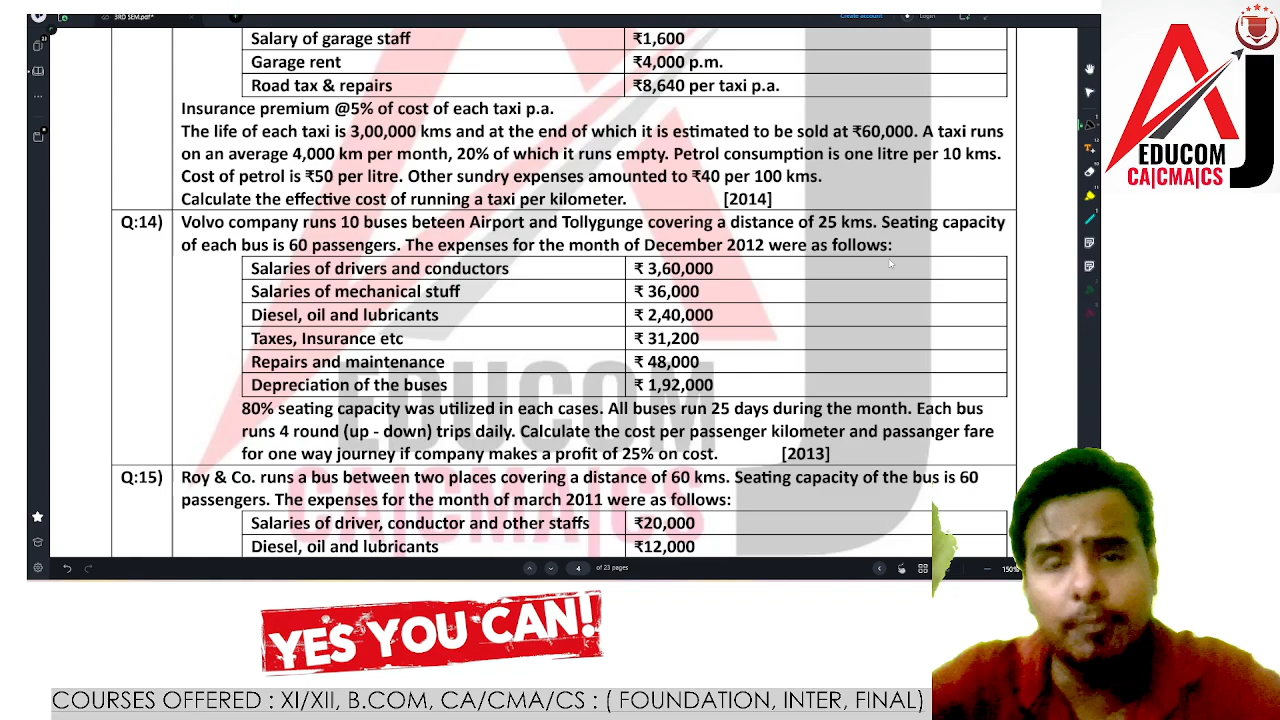 3RD SEM.pdf*
Create account
Login
Salary of garage staff ₹1,600
Garage rent ₹4,000 p.m.
Road tax & repairs ₹8,640 per taxi p.a.
Insurance premium @5% of cost of each taxi p.a.
The life of each taxi is 3,00,000 kms and at the end of which it is estimated to be sold at ₹60,000. A taxi runs
on an average 4,000 km per month, 20% of which it runs empty. Petrol consumption is one litre per 10 kms.
Cost of petrol is ₹50 per litre. Other sundry expenses amounted to ₹40 per 100 kms.
Calculate the effective cost of running a taxi per kilometer. [2014]
Q:14) Volvo company runs 10 buses beteen Airport and Tollygunge covering a distance of 25 kms. Seating capacity
of each bus is 60 passengers. The expenses for the month of December 2012 were as follows:
Salaries of drivers and conductors ₹ 3,60,000
Salaries of mechanical stuff ₹ 36,000
Diesel, oil and lubricants ₹ 2,40,000
Taxes, Insurance etc ₹ 31,200
Repairs and maintenance ₹ 48,000
Depreciation of the buses ₹ 1,92,000
80% seating capacity was utilized in each cases. All buses run 25 days during the month. Each bus
runs 4 round (up - down) trips daily. Calculate the cost per passenger kilometer and passanger fare
for one way journey if company makes a profit of 25% on cost. [2013]
Q:15) Roy & Co. runs a bus between two places covering a distance of 60 kms. Seating capacity of the bus is 60
passengers. The expenses for the month of march 2011 were as follows:
Salaries of driver, conductor and other staffs ₹20,000
Diesel, oil and lubricants ₹12,000
EDUCOM
CA|CMA|CS
4 of 23 pages
EDUCOM
CA|CMA|CS
YES YOU CAN!
COURSES OFFERED : XI/XII, B.COM, CA/CMA/CS : ( FOUNDATION, INTER, FINAL)